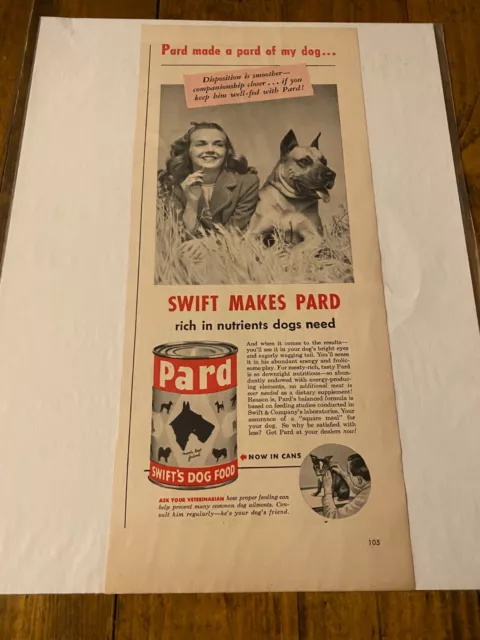 Pard made a pard of my dog...
Disposition is smoother—
companionship closer...if you
keep him well-fed with Pard!
SWIFT MAKES PARD
rich in nutrients dogs need
And when it comes to the results—
you'll see it in your dog's bright eyes
and eagerly wagging tail. You'll sense
it in his abundant energy and frolic-
some play. For meaty-rich, tasty Pard
is so downright nutritious—so abun-
dantly endowed with energy-produc-
ing elements, no additional meat is
ever needed as a dietary supplement!
Reason is, Pard's balanced formula is
based on feeding studies conducted in
Swift & Company's laboratories. Your
assurance of a "square meal" for
your dog. So why be satisfied with
less? Get Pard at your dealers now!
Pard
man's best
friend
SWIFT'S DOG FOOD
NOW IN CANS
ASK YOUR VETERINARIAN how proper feeding can
help prevent many common dog ailments. Con-
sult him regularly—he's your dog's friend.
105